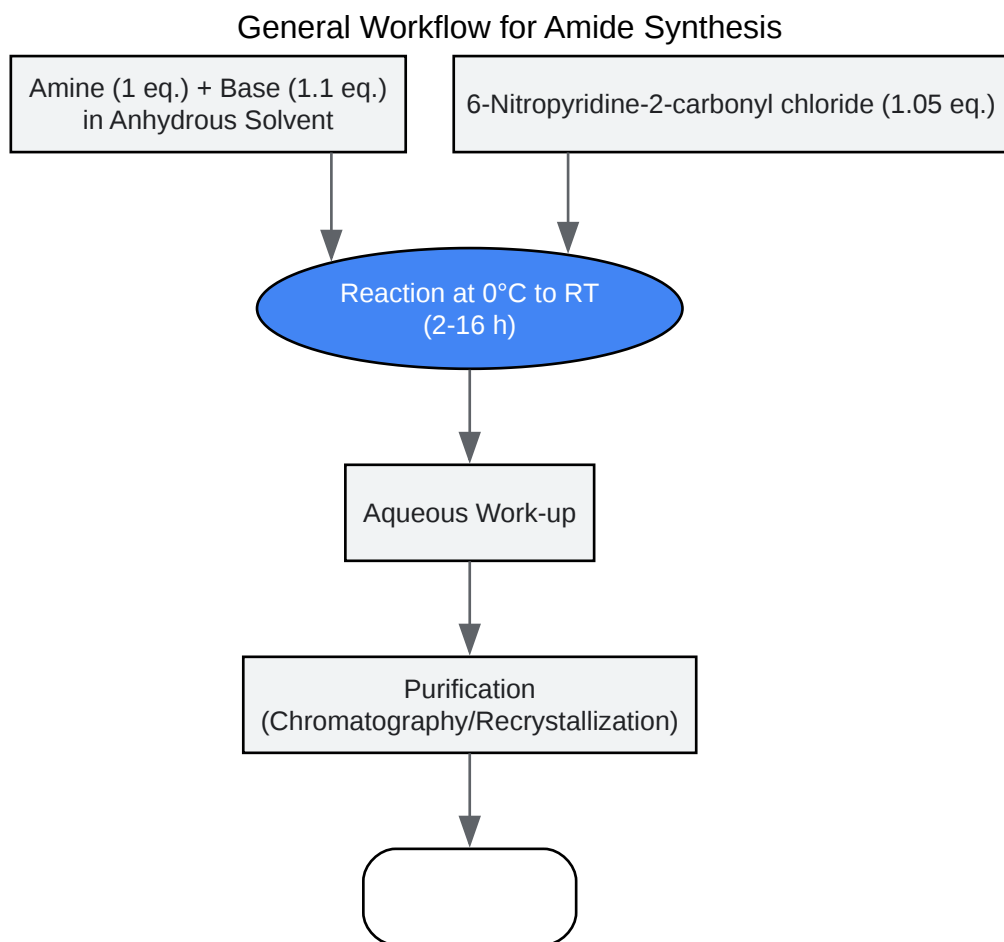 General Workflow for Amide Synthesis
Amine (1 eq.) + Base (1.1 eq.)
in Anhydrous Solvent
6-Nitropyridine-2-carbonyl chloride (1.05 eq.)
Reaction at 0°C to RT
(2-16 h)
Aqueous Work-up
Purification
(Chromatography/Recrystallization)